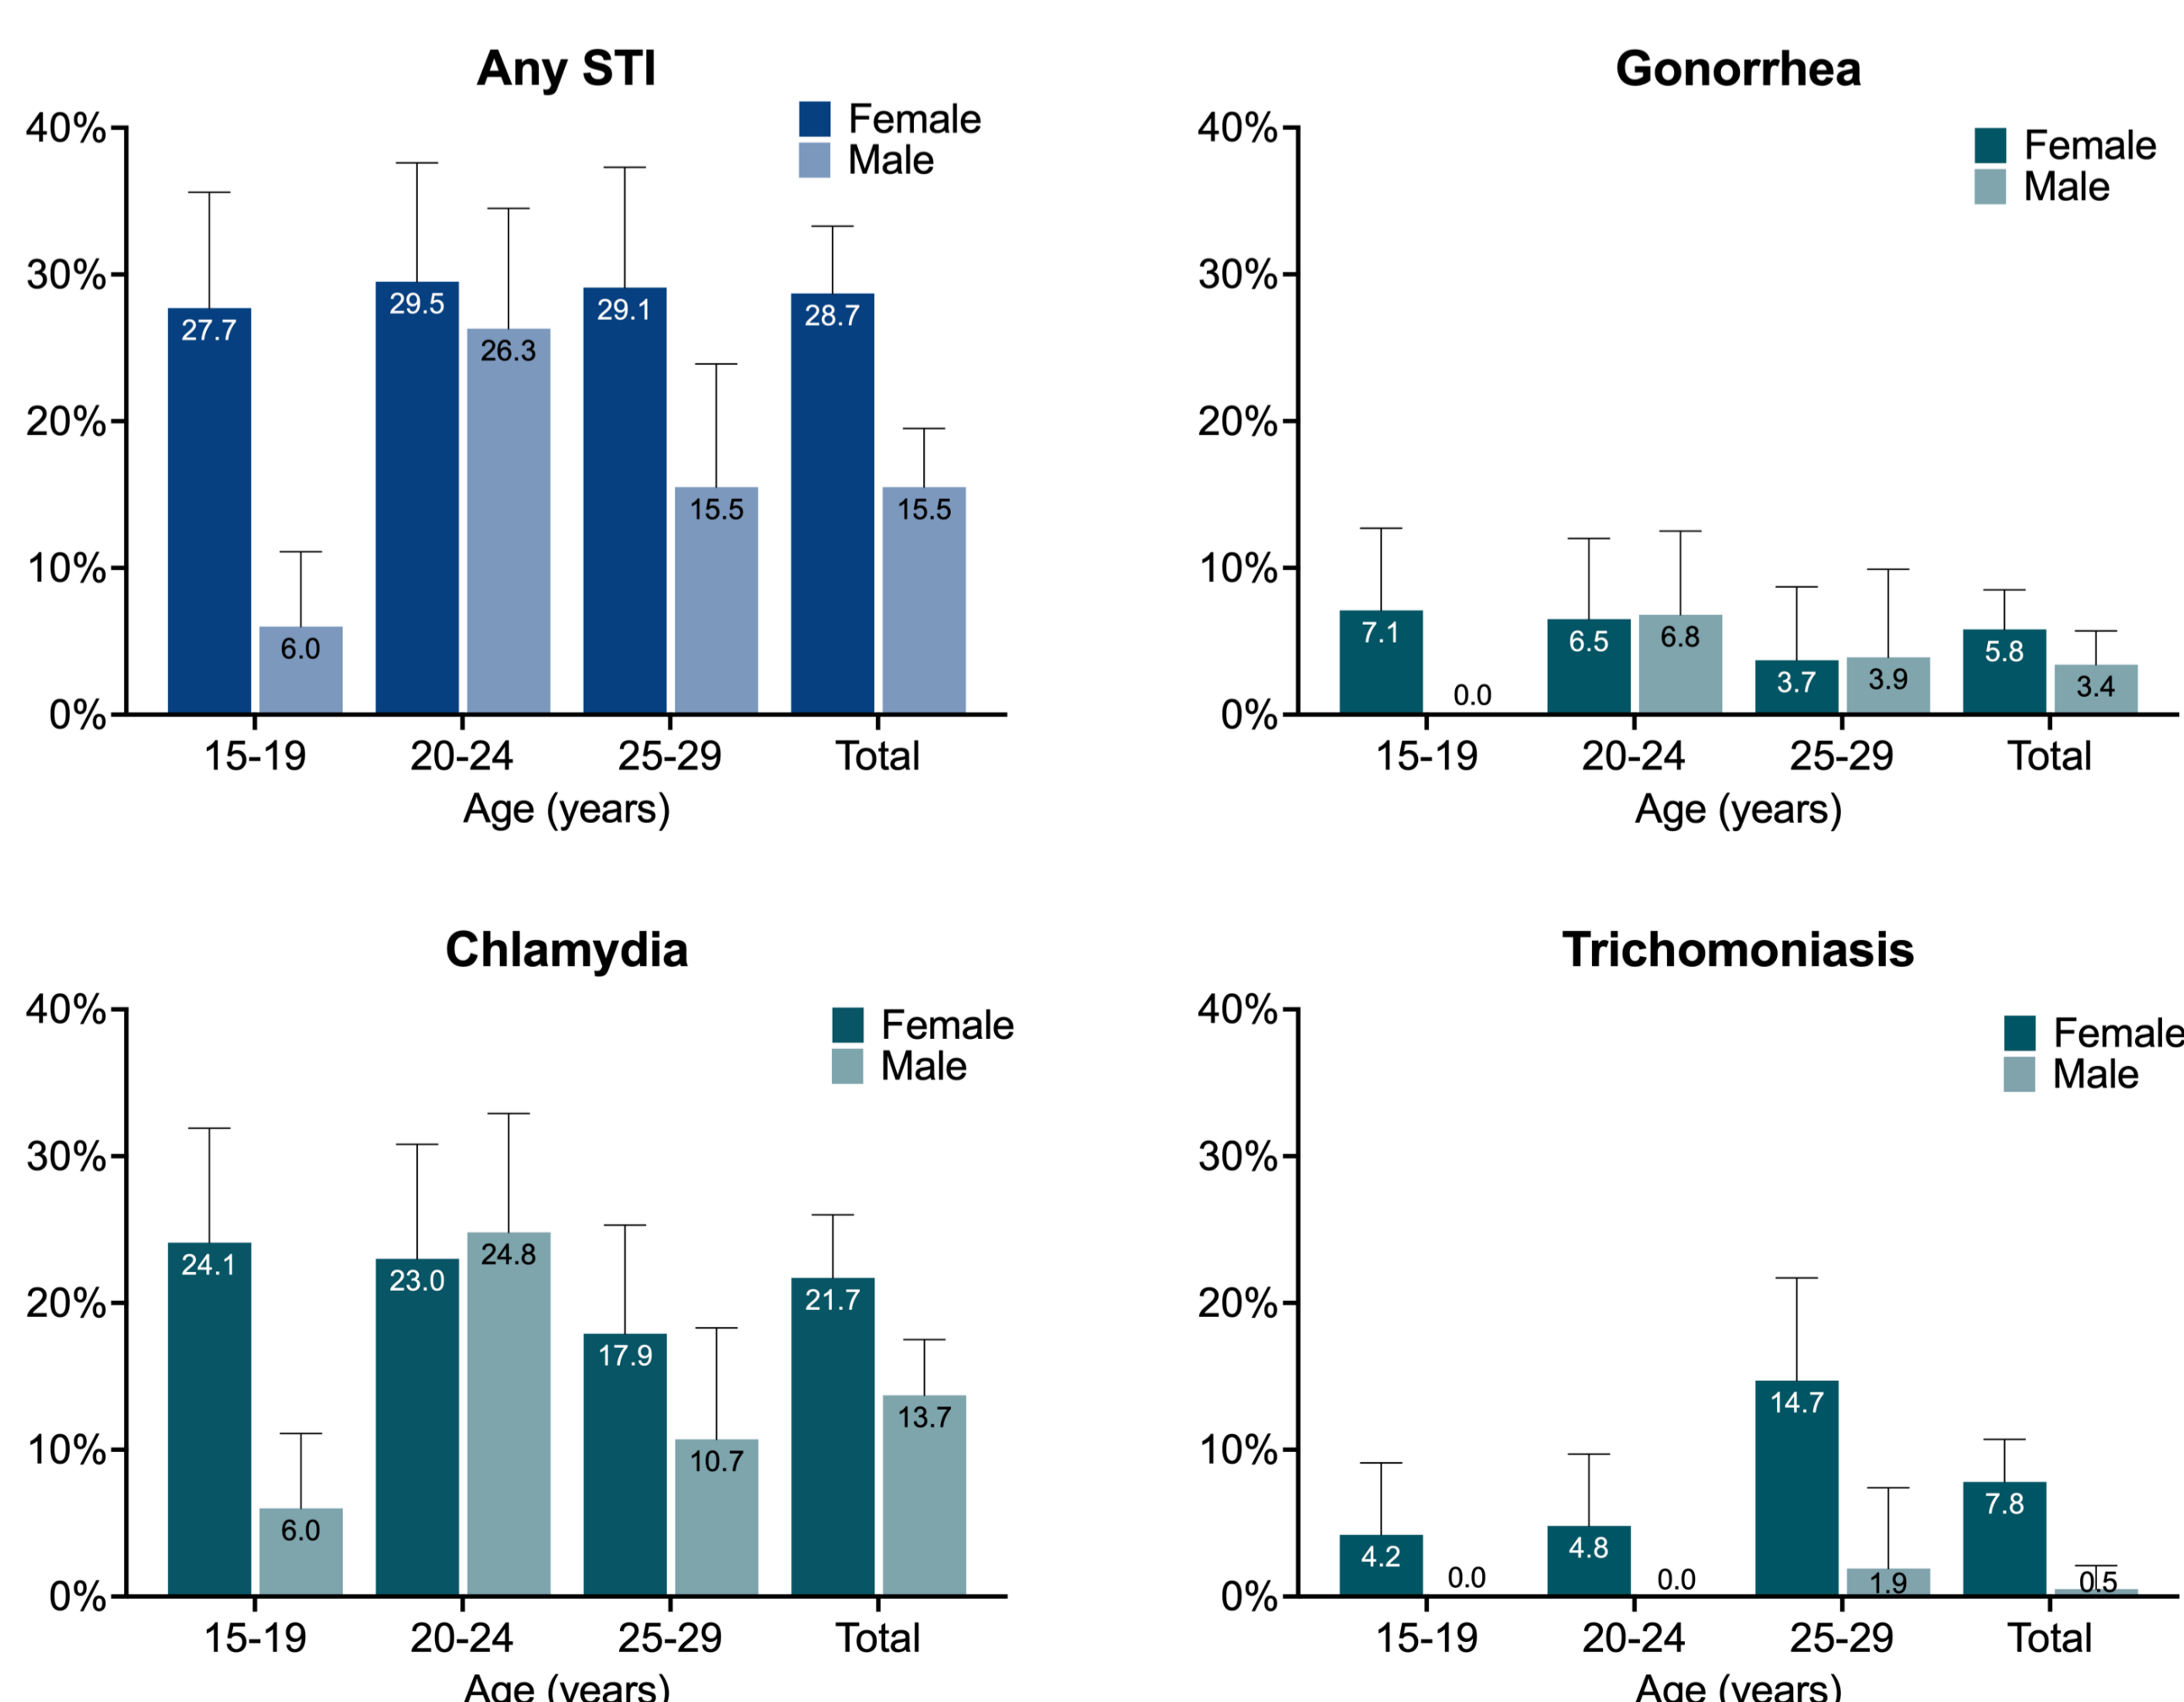 Any STI
Female
Male
40%
30%
20%
10%
0%
27.7
6.0
29.5
26.3
29.1
15.5
28.7
15.5
15-19 20-24 25-29 Total
Age (years)
Gonorrhea
Female
Male
40%
30%
20%
10%
0%
7.1
0.0
6.5
6.8
3.7
3.9
5.8
3.4
15-19 20-24 25-29 Total
Age (years)
Chlamydia
Female
Male
40%
30%
20%
10%
0%
24.1
6.0
23.0
24.8
17.9
10.7
21.7
13.7
15-19 20-24 25-29 Total
Age (years)
Trichomoniasis
Female
Male
40%
30%
20%
10%
0%
4.2
0.0
4.8
0.0
14.7
1.9
7.8
0.5
15-19 20-24 25-29 Total
Age (years)